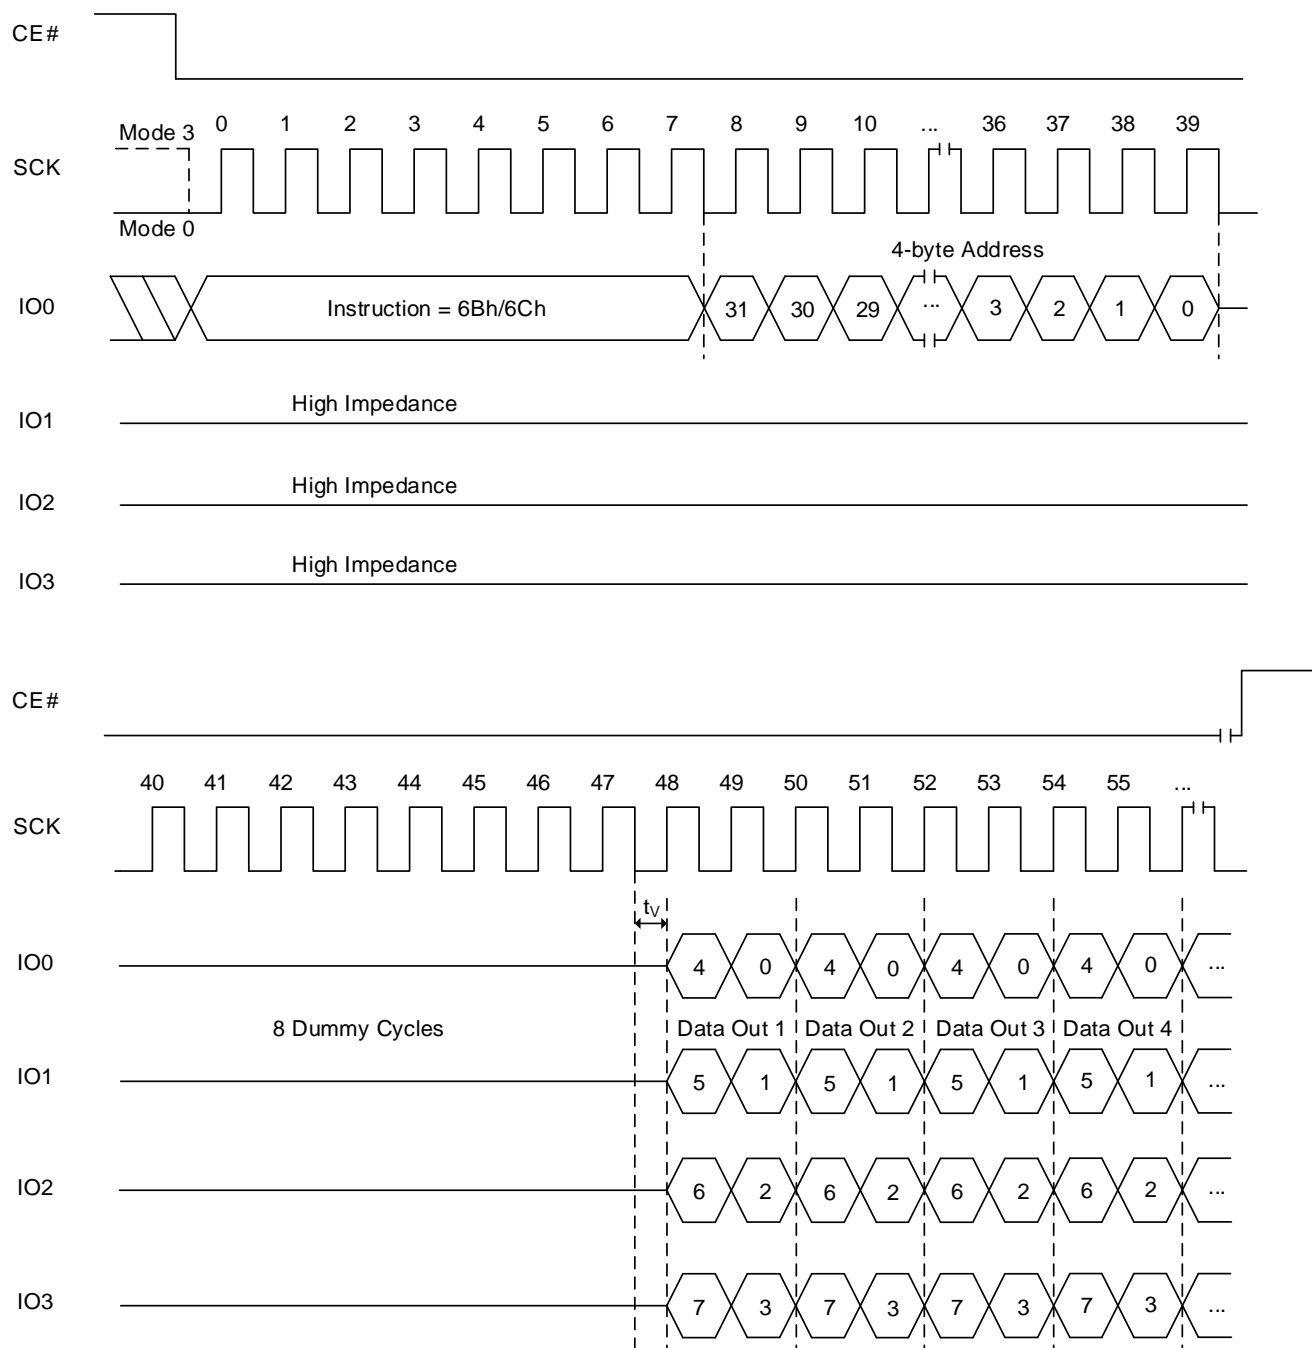 CE#
Mode 3 0 1 2 3 4 5 6 7 8 9 10 ... 36 37 38 39
SCK
Mode 0
4-byte Address
IO0 Instruction = 6Bh/6Ch 31 30 29 ... 3 2 1 0
High Impedance
IO1
High Impedance
IO2
High Impedance
IO3
CE#
40 41 42 43 44 45 46 47 48 49 50 51 52 53 54 55 ...
SCK
tV
IO0 4 0 4 0 4 0 4 0 ...
8 Dummy Cycles Data Out 1 Data Out 2 Data Out 3 Data Out 4
IO1 5 1 5 1 5 1 5 1 ...
IO2 6 2 6 2 6 2 6 2 ...
IO3 7 3 7 3 7 3 7 3 ...